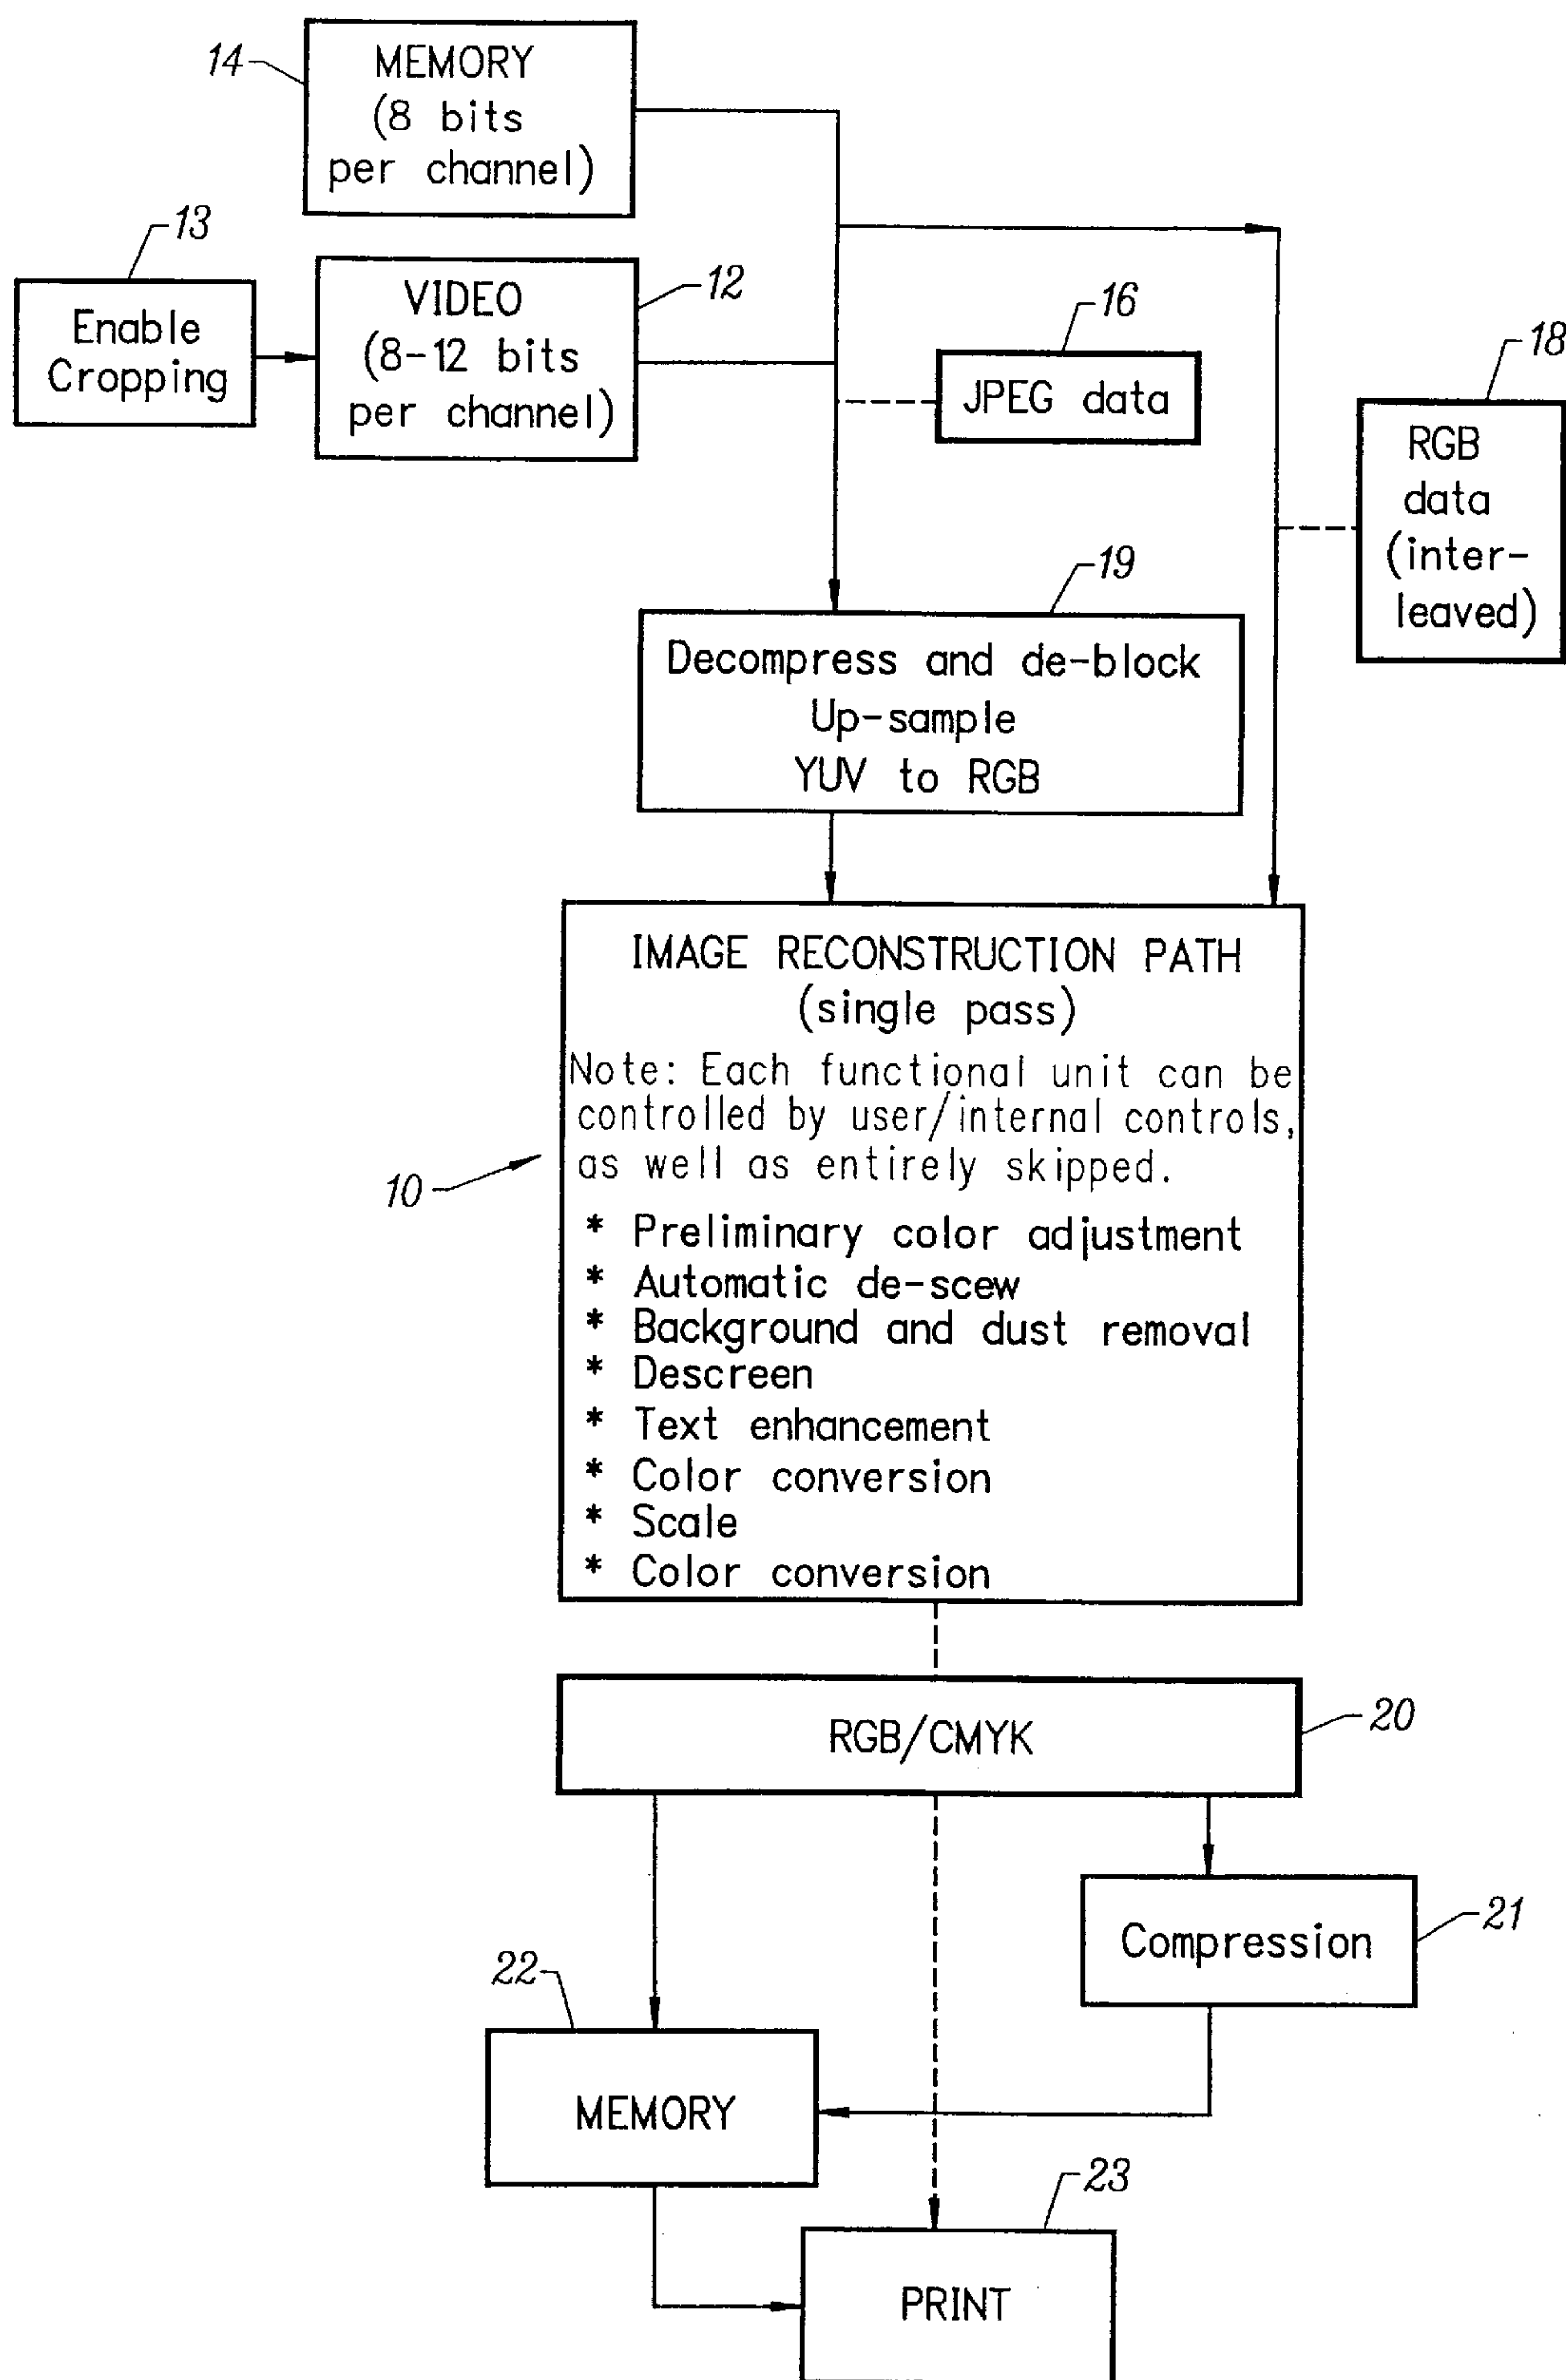 14
MEMORY
(8 bits
per channel)
13
Enable
Cropping
VIDEO
(8-12 bits
per channel)
12
16
JPEG data
18
RGB
data
(inter-
leaved)
19
Decompress and de-block
Up-sample
YUV to RGB
IMAGE RECONSTRUCTION PATH
(single pass)
Note: Each functional unit can be
controlled by user/internal controls,
as well as entirely skipped.
10
* Preliminary color adjustment
* Automatic de-scew
* Background and dust removal
* Descreen
* Text enhancement
* Color conversion
* Scale
* Color conversion
RGB/CMYK
20
Compression
21
22
MEMORY
23
PRINT